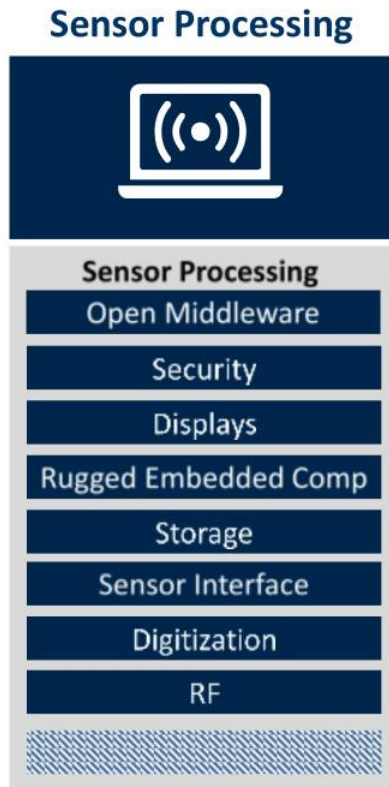 Sensor Processing
Sensor Processing
Open Middleware
Security
Displays
Rugged Embedded Comp
Storage
Sensor Interface
Digitization
RF